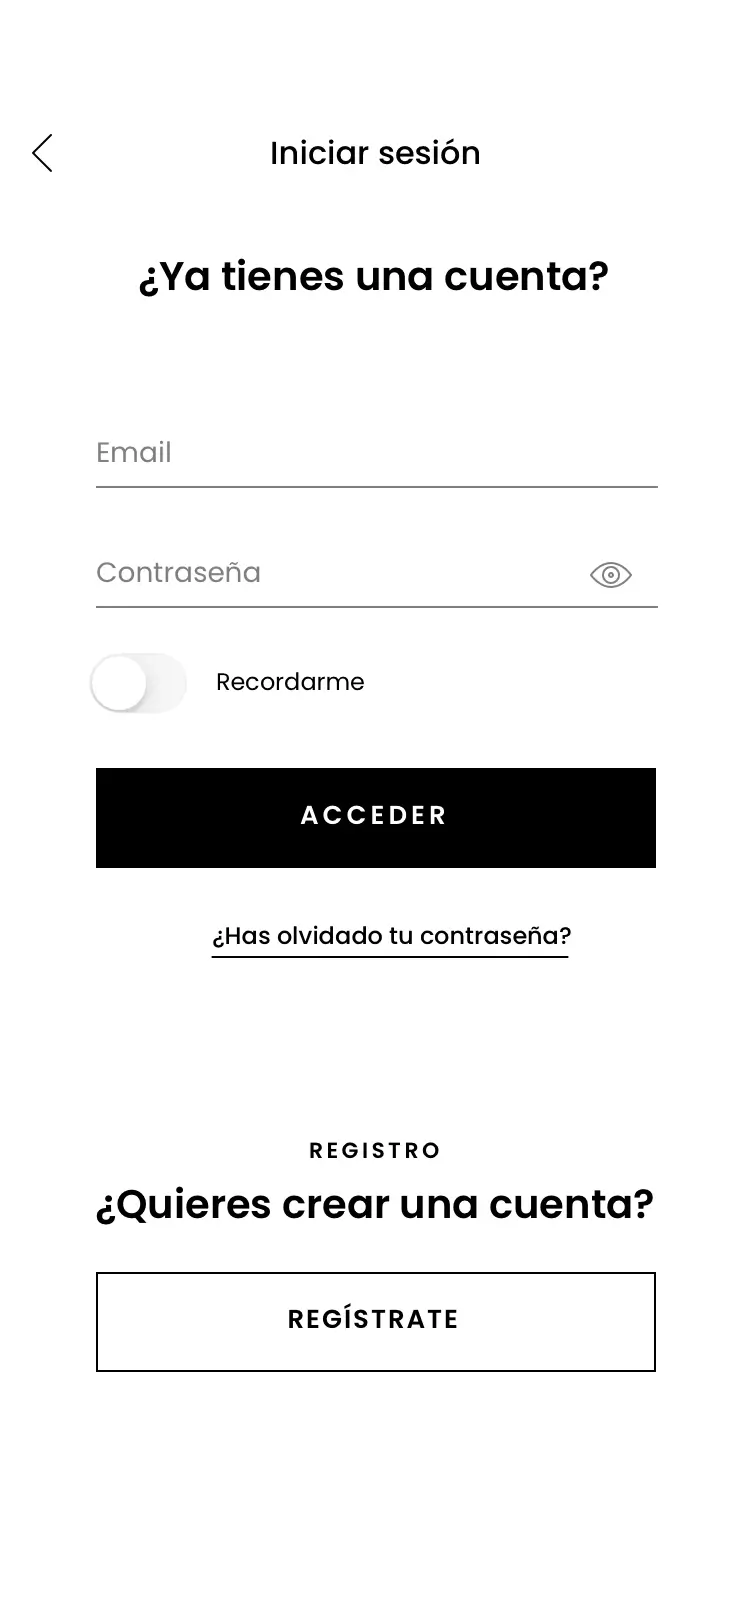 Iniciar sesión
¿Ya tienes una cuenta?
Email
Contraseña
Recordarme
ACCEDER
¿Has olvidado tu contraseña?
REGISTRO
¿Quieres crear una cuenta?
REGÍSTRATE